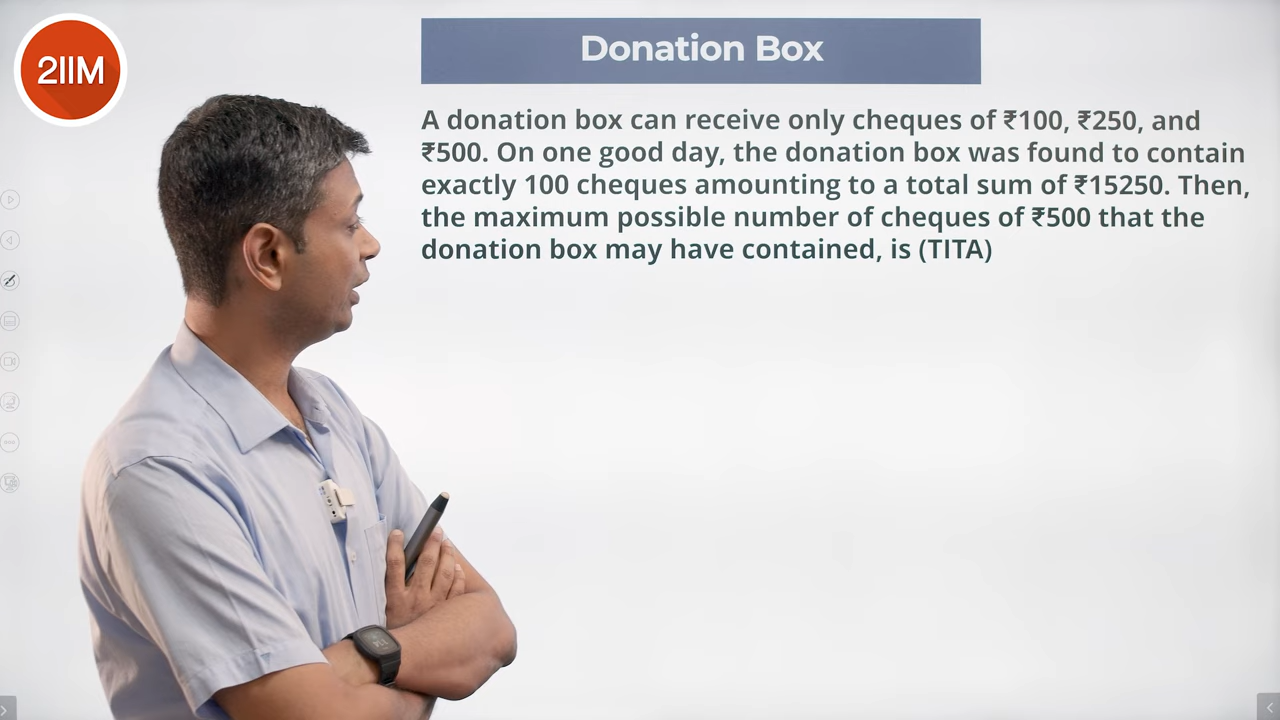 2IIM
Donation Box
A donation box can receive only cheques of ₹100, ₹250, and
₹500. On one good day, the donation box was found to contain
exactly 100 cheques amounting to a total sum of ₹15250. Then,
the maximum possible number of cheques of ₹500 that the
donation box may have contained, is (TITA)